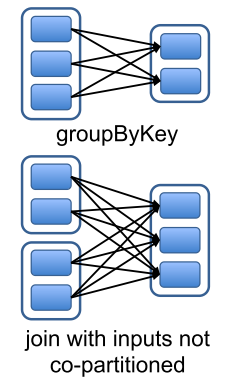 groupByKey
join with inputs not
co-partitioned